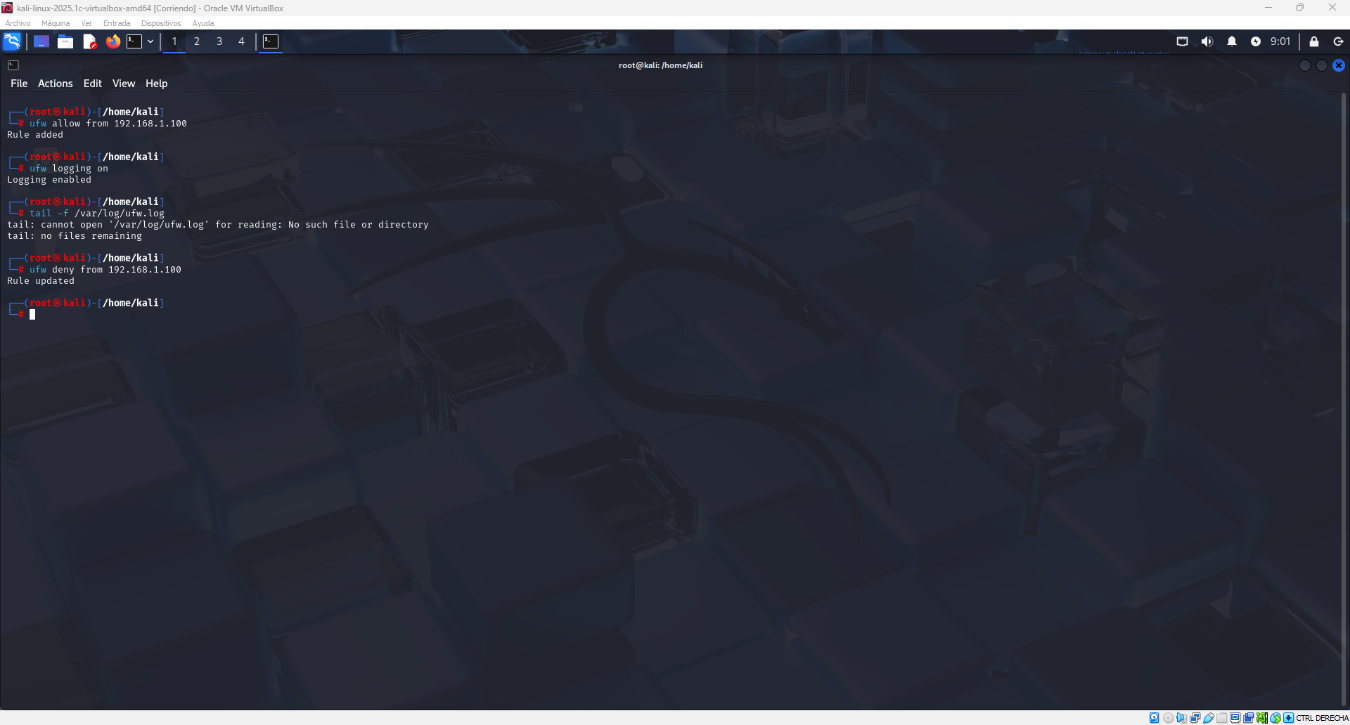 kali-linux-2025.1c-virtualbox-amd64 [Corriendo] - Oracle VM VirtualBox
Archivo Máquina Ver Entrada Dispositivos Ayuda
1 2 3 4 9:01
root@kali: /home/kali
File Actions Edit View Help
┌──(root㉿kali)-[/home/kali]
└─# ufw allow from 192.168.1.100
Rule added
┌──(root㉿kali)-[/home/kali]
└─# ufw logging on
Logging enabled
┌──(root㉿kali)-[/home/kali]
└─# tail -f /var/log/ufw.log
tail: cannot open '/var/log/ufw.log' for reading: No such file or directory
tail: no files remaining
┌──(root㉿kali)-[/home/kali]
└─# ufw deny from 192.168.1.100
Rule updated
┌──(root㉿kali)-[/home/kali]
└─#
CTRL DERECHA